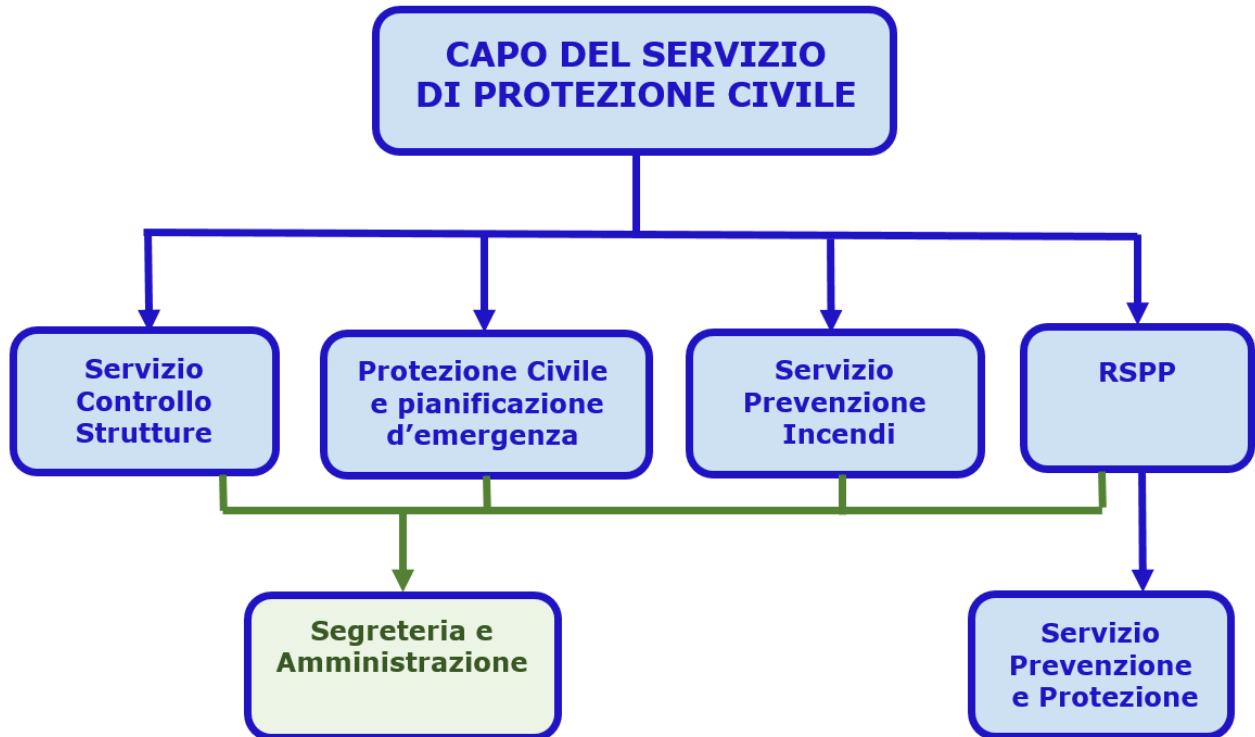 CAPO DEL SERVIZIO
DI PROTEZIONE CIVILE
Servizio
Controllo
Strutture
Protezione Civile
e pianificazione
d’emergenza
Servizio
Prevenzione
Incendi
RSPP
Segreteria e
Amministrazione
Servizio
Prevenzione
e Protezione